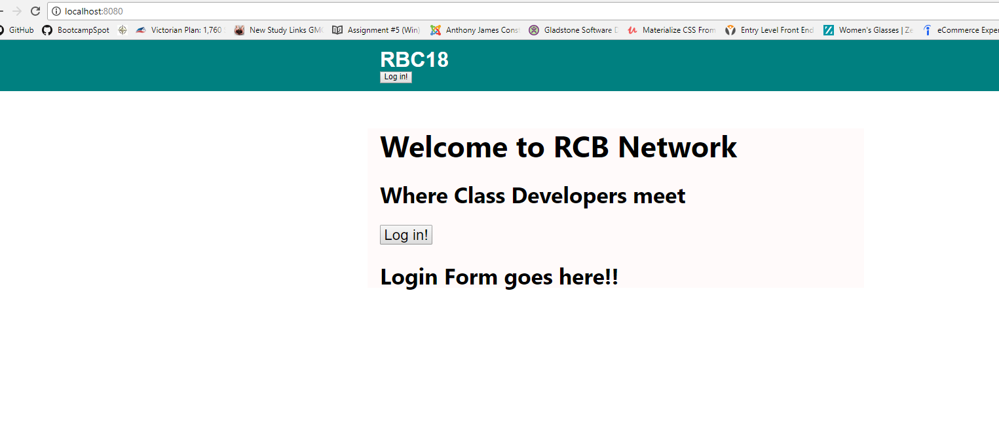 localhost:8080
GitHub BootcampSpot Victorian Plan: 1,760 New Study Links GM Assignment #5 (Win) Anthony James Const Gladstone Software D Materialize CSS From Entry Level Front End Women's Glasses | Ze eCommerce Exper
RBC18
Log in!
Welcome to RCB Network
Where Class Developers meet
Log in!
Login Form goes here!!